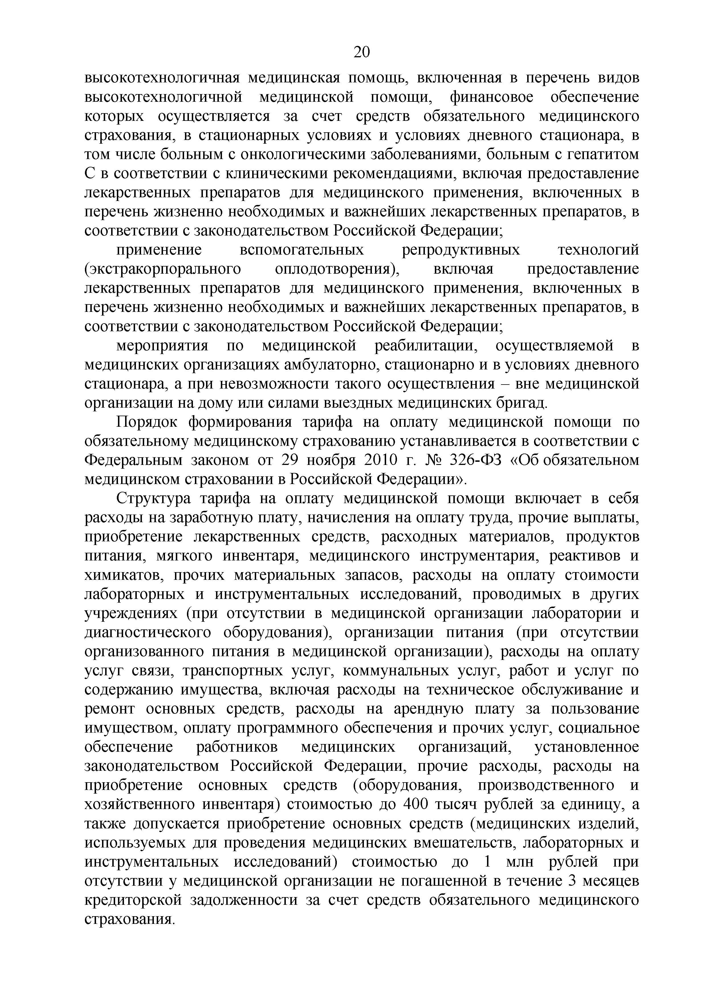 20
высокотехнологичная медицинская помощь, включенная в перечень видов
высокотехнологичной медицинской помощи, финансовое обеспечение
которых осуществляется за счет средств обязательного медицинского
страхования, в стационарных условиях и условиях дневного стационара, в
том числе больным с онкологическими заболеваниями, больным с гепатитом
С в соответствии с клиническими рекомендациями, включая предоставление
лекарственных препаратов для медицинского применения, включенных в
перечень жизненно необходимых и важнейших лекарственных препаратов, в
соответствии с законодательством Российской Федерации;
применение вспомогательных репродуктивных технологий
(экстракорпорального оплодотворения), включая предоставление
лекарственных препаратов для медицинского применения, включенных в
перечень жизненно необходимых и важнейших лекарственных препаратов, в
соответствии с законодательством Российской Федерации;
мероприятия по медицинской реабилитации, осуществляемой в
медицинских организациях амбулаторно, стационарно и в условиях дневного
стационара, а при невозможности такого осуществления – вне медицинской
организации на дому или силами выездных медицинских бригад.
Порядок формирования тарифа на оплату медицинской помощи по
обязательному медицинскому страхованию устанавливается в соответствии с
Федеральным законом от 29 ноября 2010 г. № 326-ФЗ «Об обязательном
медицинском страховании в Российской Федерации».
Структура тарифа на оплату медицинской помощи включает в себя
расходы на заработную плату, начисления на оплату труда, прочие выплаты,
приобретение лекарственных средств, расходных материалов, продуктов
питания, мягкого инвентаря, медицинского инструментария, реактивов и
химикатов, прочих материальных запасов, расходы на оплату стоимости
лабораторных и инструментальных исследований, проводимых в других
учреждениях (при отсутствии в медицинской организации лаборатории и
диагностического оборудования), организации питания (при отсутствии
организованного питания в медицинской организации), расходы на оплату
услуг связи, транспортных услуг, коммунальных услуг, работ и услуг по
содержанию имущества, включая расходы на техническое обслуживание и
ремонт основных средств, расходы на арендную плату за пользование
имуществом, оплату программного обеспечения и прочих услуг, социальное
обеспечение работников медицинских организаций, установленное
законодательством Российской Федерации, прочие расходы, расходы на
приобретение основных средств (оборудования, производственного и
хозяйственного инвентаря) стоимостью до 400 тысяч рублей за единицу, а
также допускается приобретение основных средств (медицинских изделий,
используемых для проведения медицинских вмешательств, лабораторных и
инструментальных исследований) стоимостью до 1 млн рублей при
отсутствии у медицинской организации не погашенной в течение 3 месяцев
кредиторской задолженности за счет средств обязательного медицинского
страхования.